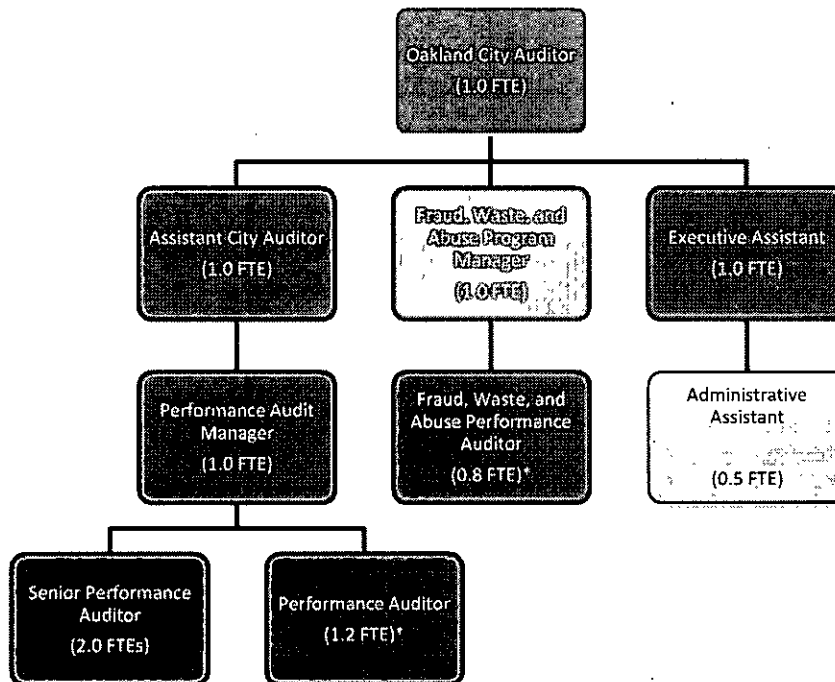 Oakland City Auditor
(1.0 FTE)
Assistant City Auditor
(1.0 FTE)
Fraud, Waste, and
Abuse Program
Manager
(1.0 FTE)
Executive Assistant
(1.0 FTE)
Performance Audit
Manager
(1.0 FTE)
Fraud, Waste, and
Abuse Performance
Auditor
(0.8 FTE)*
Administrative
Assistant
(0.5 FTE)
Senior Performance
Auditor
(2.0 FTEs)
Performance Auditor
(1.2 FTE)*